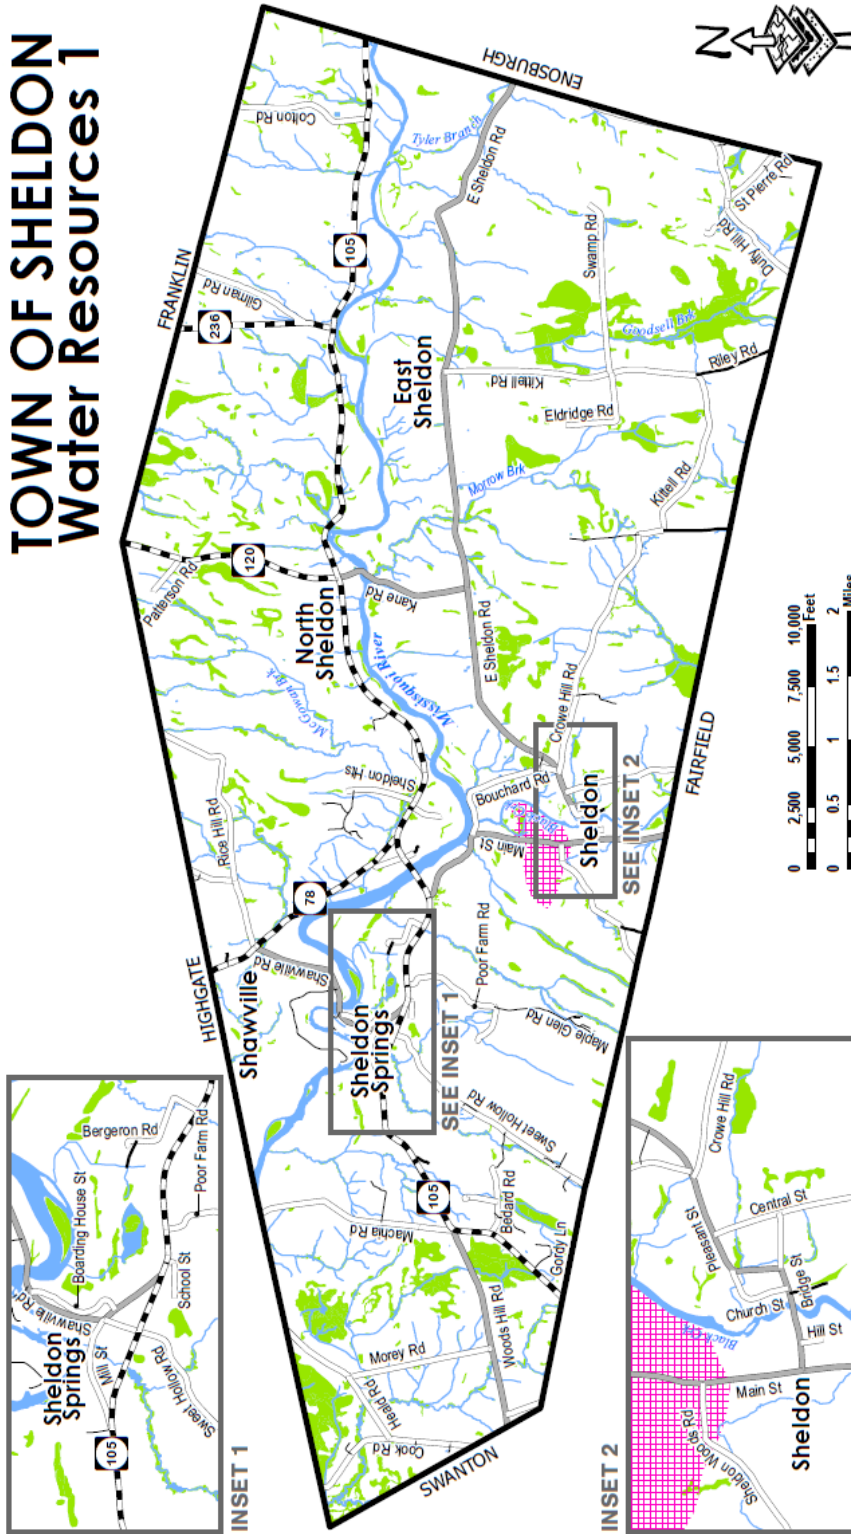 TOWN OF SHELDON
Water Resources 1
N
ENOSBURGH
FRANKLIN
HIGHGATE
SWANTON
FAIRFIELD
Colton Rd
Tyler Branch
E Sheldon Rd
105
236
Gilman Rd
Swamp Rd
St Pierre Rd
Duffy Hill Rd
Goodsell Brk
Riley Rd
East
Sheldon
Kittell Rd
Eldridge Rd
Morrow Brk
Kittell Rd
120
Patterson Rd
North
Sheldon
Kane Rd
E Sheldon Rd
Missisquoi River
McGowan Brk
Crowe Hill Rd
Rice Hill Rd
Sheldon Hts
Bouchard Rd
Main St
Sheldon
SEE INSET 2
78
Shawville Rd
Shawville
Sheldon
Springs
SEE INSET 1
Poor Farm Rd
Maple Glen Rd
Sweet Hollow Rd
105
Bedard Rd
Gordy Ln
Machia Rd
Woods Hill Rd
Morey Rd
Heald Rd
Cook Rd
0 2,500 5,000 7,500 10,000
Feet
0 0.5 1 1.5 2
Miles
INSET 1
Bergeron Rd
Poor Farm Rd
Boarding House St
School St
Shawville Rd
Sheldon
Springs
Mill St
Sweet Hollow Rd
105
INSET 2
Crowe Hill Rd
Pleasant St
Central St
Bridge St
Church St
Hill St
Main St
Sheldon Woods Rd
Sheldon